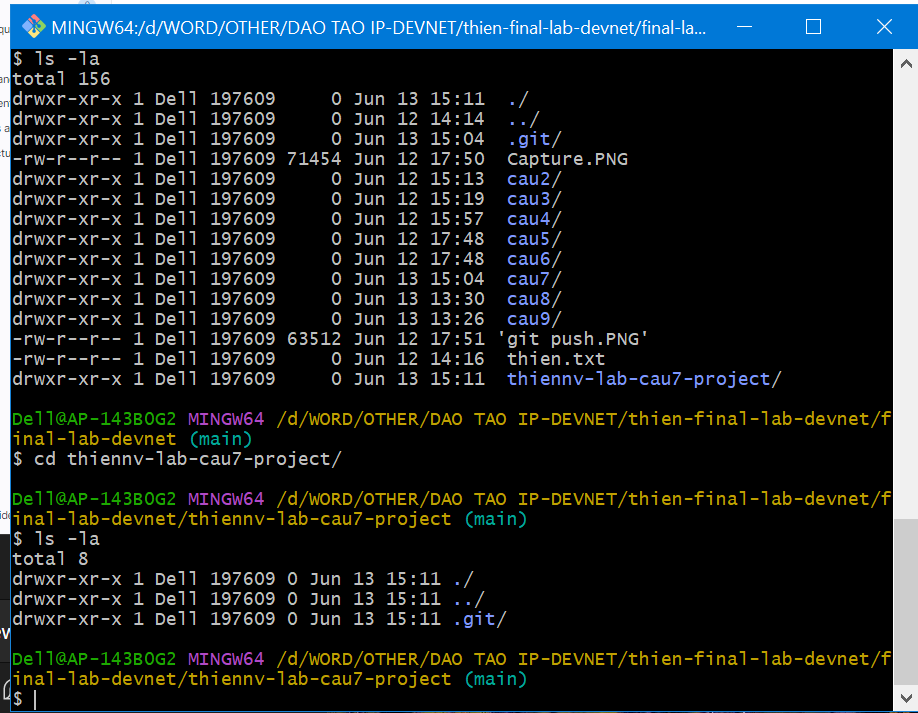 MINGW64:/d/WORD/OTHER/DAO TAO IP-DEVNET/thien-final-lab-devnet/final-la...
$ ls -la
total 156
drwxr-xr-x 1 Dell 197609     0 Jun 13 15:11  ./
drwxr-xr-x 1 Dell 197609     0 Jun 12 14:14  ../
drwxr-xr-x 1 Dell 197609     0 Jun 13 15:04  .git/
-rw-r--r-- 1 Dell 197609 71454 Jun 12 17:50  Capture.PNG
drwxr-xr-x 1 Dell 197609     0 Jun 12 15:13  cau2/
drwxr-xr-x 1 Dell 197609     0 Jun 12 15:19  cau3/
drwxr-xr-x 1 Dell 197609     0 Jun 12 15:57  cau4/
drwxr-xr-x 1 Dell 197609     0 Jun 12 17:48  cau5/
drwxr-xr-x 1 Dell 197609     0 Jun 12 17:48  cau6/
drwxr-xr-x 1 Dell 197609     0 Jun 13 15:04  cau7/
drwxr-xr-x 1 Dell 197609     0 Jun 13 13:30  cau8/
drwxr-xr-x 1 Dell 197609     0 Jun 13 13:26  cau9/
-rw-r--r-- 1 Dell 197609 63512 Jun 12 17:51 'git push.PNG'
-rw-r--r-- 1 Dell 197609     0 Jun 12 14:16  thien.txt
drwxr-xr-x 1 Dell 197609     0 Jun 13 15:11  thiennv-lab-cau7-project/
Dell@AP-143B0G2 MINGW64 /d/WORD/OTHER/DAO TAO IP-DEVNET/thien-final-lab-devnet/f
inal-lab-devnet (main)
$ cd thiennv-lab-cau7-project/
Dell@AP-143B0G2 MINGW64 /d/WORD/OTHER/DAO TAO IP-DEVNET/thien-final-lab-devnet/f
inal-lab-devnet/thiennv-lab-cau7-project (main)
$ ls -la
total 8
drwxr-xr-x 1 Dell 197609 0 Jun 13 15:11 ./
drwxr-xr-x 1 Dell 197609 0 Jun 13 15:11 ../
drwxr-xr-x 1 Dell 197609 0 Jun 13 15:11 .git/
Dell@AP-143B0G2 MINGW64 /d/WORD/OTHER/DAO TAO IP-DEVNET/thien-final-lab-devnet/f
inal-lab-devnet/thiennv-lab-cau7-project (main)
$